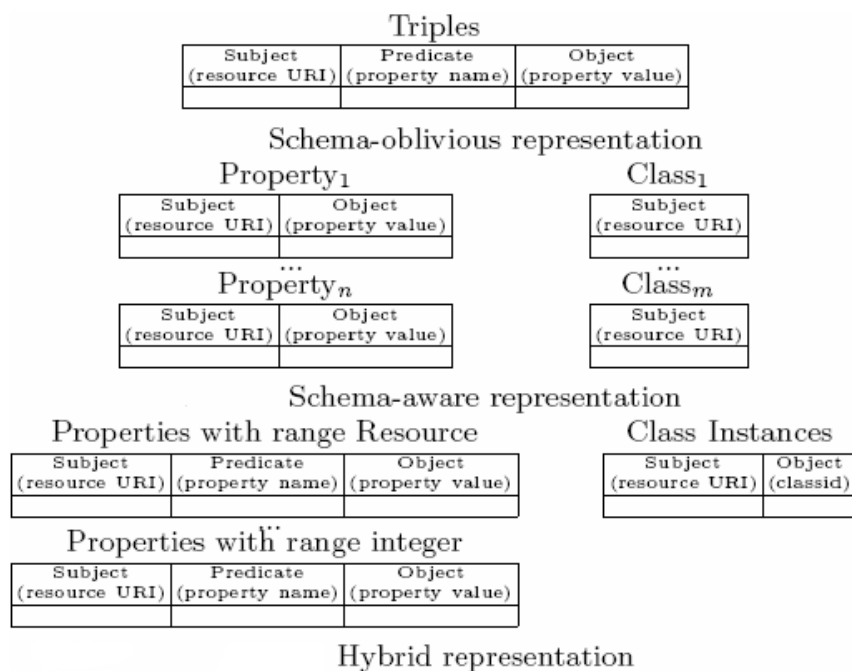 Triples
Subject Predicate Object
(resource URI) (property name) (property value)
Schema-oblivious representation
Property1 Class1
Subject Object Subject
(resource URI) (property value) (resource URI)
... ...
Propertyn Classm
Subject Object Subject
(resource URI) (property value) (resource URI)
Schema-aware representation
Properties with range Resource Class Instances
Subject Predicate Object Subject Object
(resource URI) (property name) (property value) (resource URI) (classid)
...
Properties with range integer
Subject Predicate Object
(resource URI) (property name) (property value)
Hybrid representation